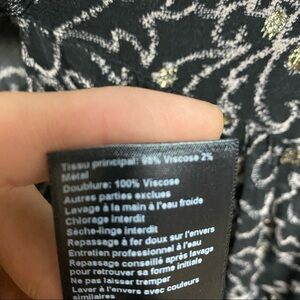 Tissu principal: 98% Viscose 2%
Métal
Doublure: 100% Viscose
Autres parties exclues
Lavage à la main à l'eau froide
Chlorage interdit
Sèche-linge interdit
Repassage à fer doux sur l'envers
Entretien professionnel à l'eau
Repassage conseillé après lavage
pour retrouver sa forme initiale
Ne pas laisser tremper
Laver à l'envers avec couleurs
similaires